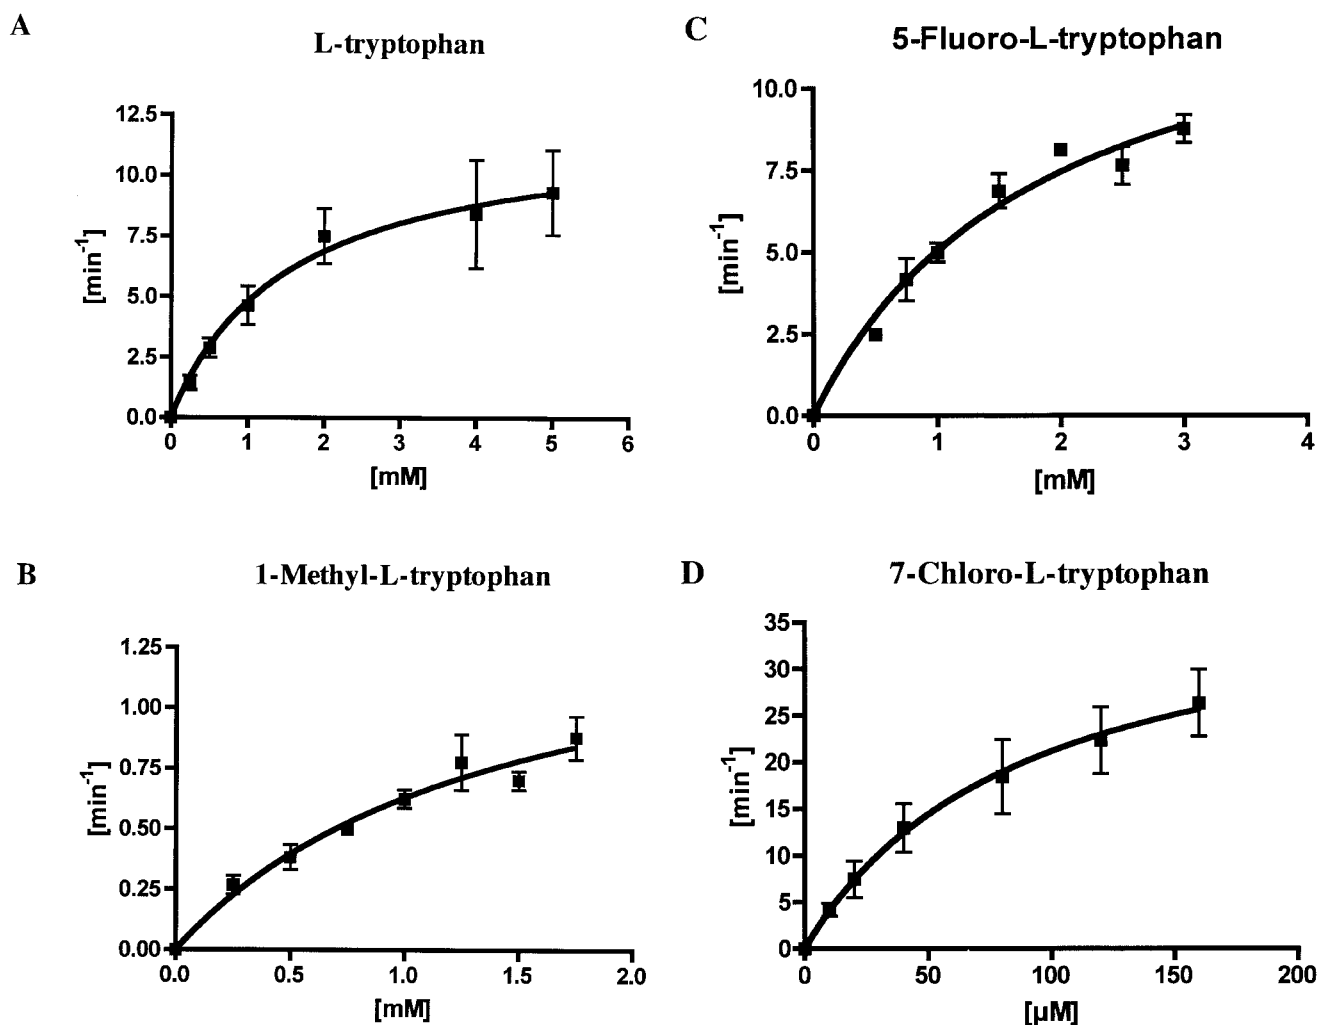 A
L-tryptophan
12.5
10.0
7.5
5.0
2.5
0.0
[min-1]
0 1 2 3 4 5 6
[mM]
C
5-Fluoro-L-tryptophan
10.0
7.5
5.0
2.5
0.0
[min-1]
0 1 2 3 4
[mM]
B
1-Methyl-L-tryptophan
1.25
1.00
0.75
0.50
0.25
0.00
[min-1]
0.0 0.5 1.0 1.5 2.0
[mM]
D
7-Chloro-L-tryptophan
35
30
25
20
15
10
5
0
[min-1]
0 50 100 150 200
[µM]